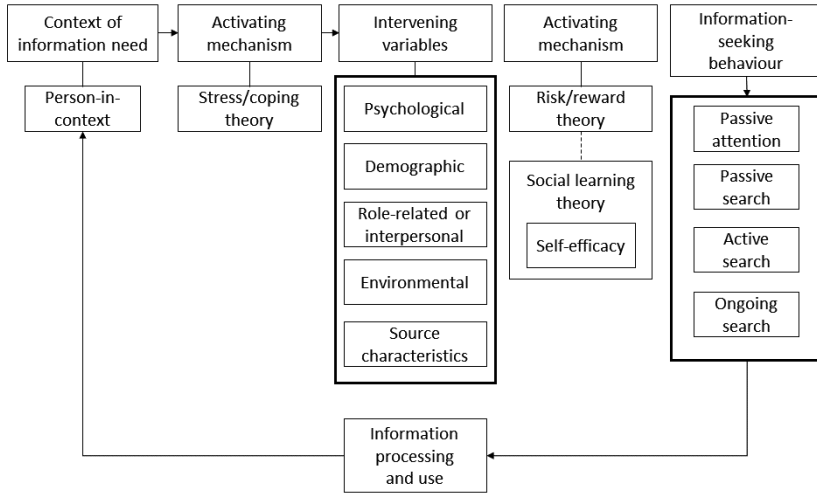 Context of
information need
Activating
mechanism
Intervening
variables
Activating
mechanism
Information-
seeking
behaviour
Person-in-
context
Stress/coping
theory
Psychological
Demographic
Role-related or
interpersonal
Environmental
Source
characteristics
Risk/reward
theory
Social learning
theory
Self-efficacy
Passive
attention
Passive
search
Active
search
Ongoing
search
Information
processing
and use